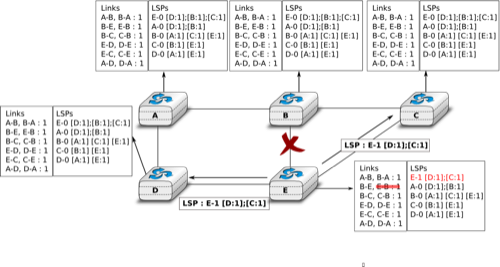 Links LSPs
A-B, B-A : 1 E-0 [D:1];[B:1];[C:1]
B-E, E-B : 1 A-0 [D:1];[B:1]
B-C, C-B : 1 B-0 [A:1] [C:1] [E:1]
E-D, D-E : 1 C-0 [B:1] [E:1]
E-C, C-E : 1 D-0 [A:1] [E:1]
A-D, D-A : 1
Links LSPs
A-B, B-A : 1 E-0 [D:1];[B:1];[C:1]
B-E, E-B : 1 A-0 [D:1];[B:1]
B-C, C-B : 1 B-0 [A:1] [C:1] [E:1]
E-D, D-E : 1 C-0 [B:1] [E:1]
E-C, C-E : 1 D-0 [A:1] [E:1]
A-D, D-A : 1
Links LSPs
A-B, B-A : 1 E-0 [D:1];[B:1];[C:1]
B-E, E-B : 1 A-0 [D:1];[B:1]
B-C, C-B : 1 B-0 [A:1] [C:1] [E:1]
E-D, D-E : 1 C-0 [B:1] [E:1]
E-C, C-E : 1 D-0 [A:1] [E:1]
A-D, D-A : 1
A
B
C
Links LSPs
A-B, B-A : 1 E-0 [D:1];[B:1];[C:1]
B-E, E-B : 1 A-0 [D:1];[B:1]
B-C, C-B : 1 B-0 [A:1] [C:1] [E:1]
E-D, D-E : 1 C-0 [B:1] [E:1]
E-C, C-E : 1 D-0 [A:1] [E:1]
A-D, D-A : 1
LSP : E-1 [D:1];[C:1]
D
E
LSP : E-1 [D:1];[C:1]
Links LSPs
A-B, B-A : 1 E-1 [D:1];[C:1]
B-E, E-B : 1 A-0 [D:1];[B:1]
B-C, C-B : 1 B-0 [A:1] [C:1] [E:1]
E-D, D-E : 1 C-0 [B:1] [E:1]
E-C, C-E : 1 D-0 [A:1] [E:1]
A-D, D-A : 1